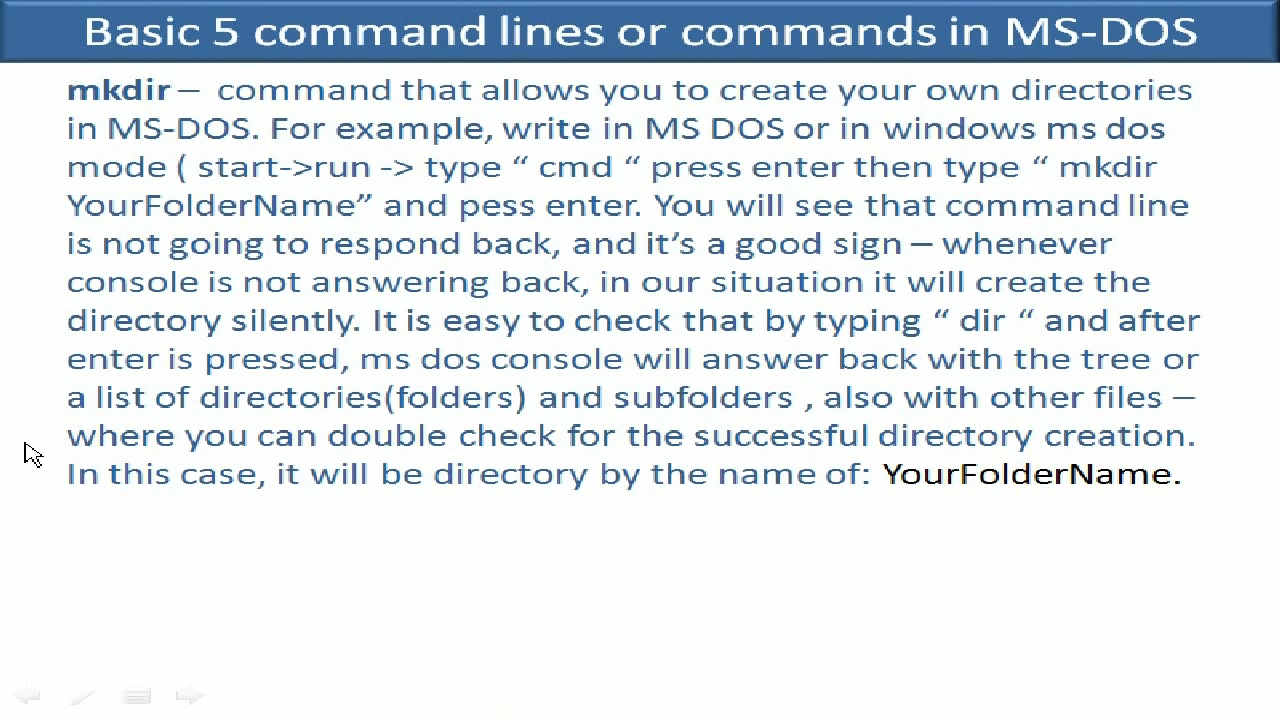 Basic 5 command lines or commands in MS-DOS
mkdir – command that allows you to create your own directories
in MS-DOS. For example, write in MS DOS or in windows ms dos
mode ( start->run -> type “ cmd “ press enter then type “ mkdir
YourFolderName” and pess enter. You will see that command line
is not going to respond back, and it’s a good sign – whenever
console is not answering back, in our situation it will create the
directory silently. It is easy to check that by typing “ dir “ and after
enter is pressed, ms dos console will answer back with the tree or
a list of directories(folders) and subfolders , also with other files –
where you can double check for the successful directory creation.
In this case, it will be directory by the name of: YourFolderName.